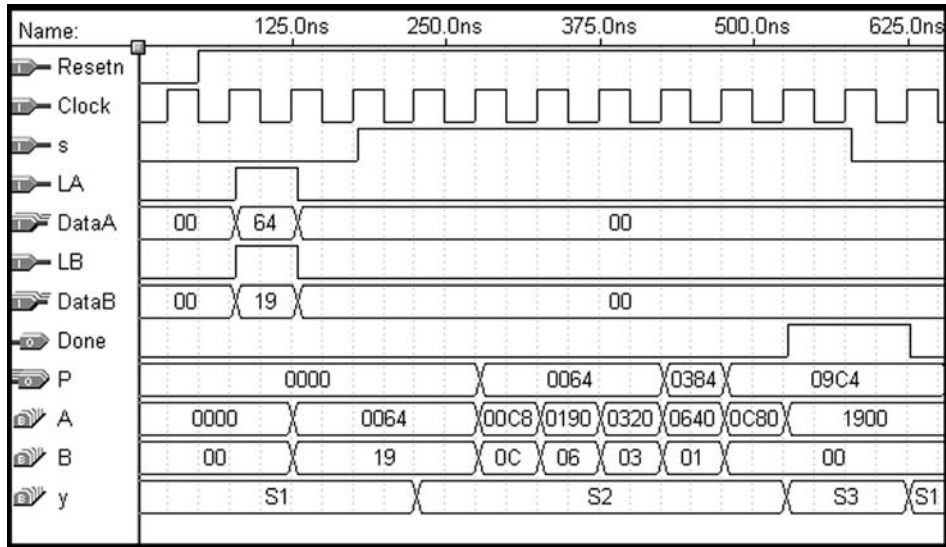 Name: 125.0ns 250.0ns 375.0ns 500.0ns 625.0ns
Resetn
Clock
s
LA
DataA 00 64 00
LB
DataB 00 19 00
Done
P 0000 0064 0384 09C4
A 0000 0064 00C8 0190 0320 0640 0C80 1900
B 00 19 0C 06 03 01 00
y S1 S2 S3 S1